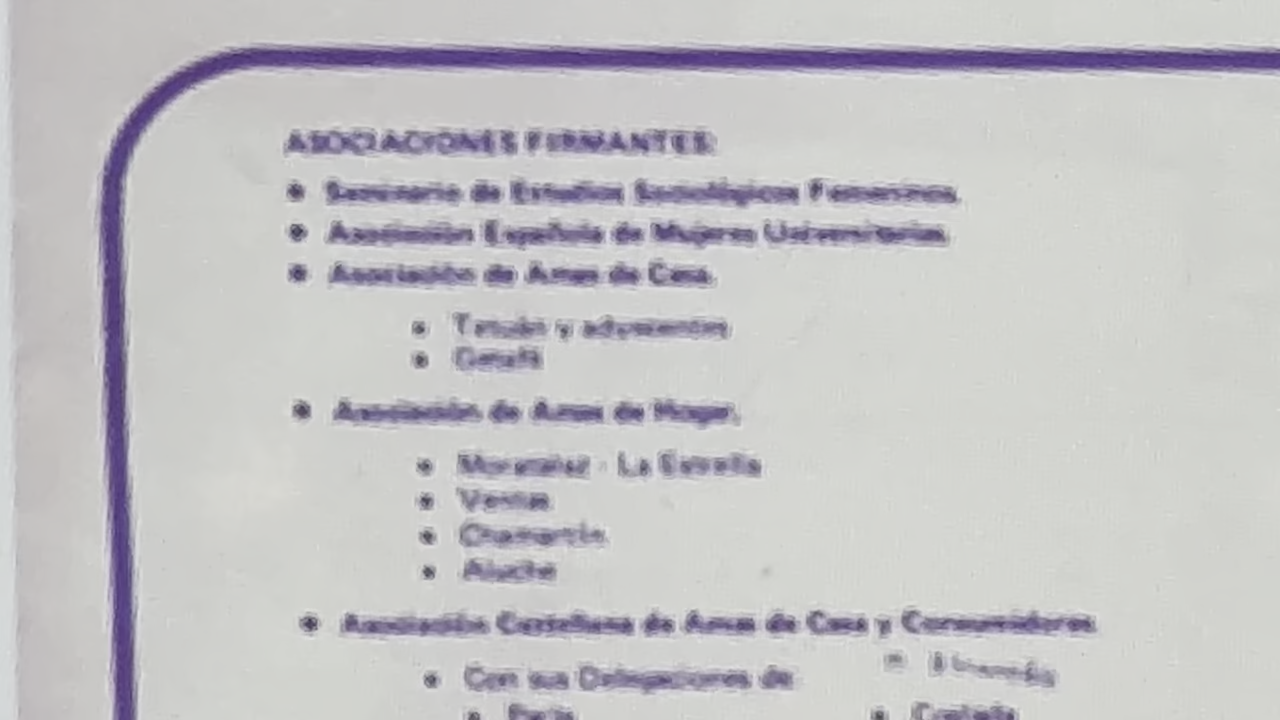 ASOCIACIONES FIRMANTES:
• Seminario de Estudios Sociológicos Femeninos.
• Asociación Española de Mujeres Universitarias.
• Asociación de Amas de Casa.
• Tetuán y adyacentes
• Getafe
• Asociación de Amas de Hogar.
• Moratalaz - La Estrella
• Ventas
• Chamartín.
• Aluche
• Asociación Castellana de Amas de Casa y Consumidoras
• Con sus Delegaciones de
• Coslada